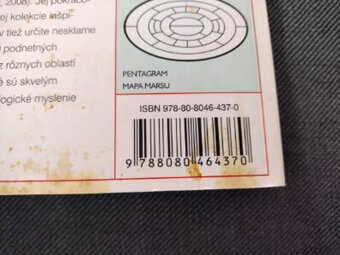 2008). Jej pokračo-
ej kolekcie inšpi-
v tiež určite nesklame
podnetných
z rôznych oblastí
é sú skvelým
logické myslenie
PENTAGRAM
MAPA MARSU
ISBN 978-80-8046-437-0
9 788080 464370